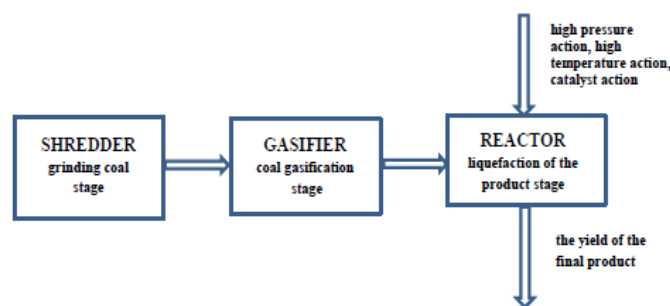 high pressure
action, high
temperature action,
catalyst action
SHREDDER
grinding coal
stage
GASIFIER
coal gasification
stage
REACTOR
liquefaction of the
product stage
the yield of the
final product